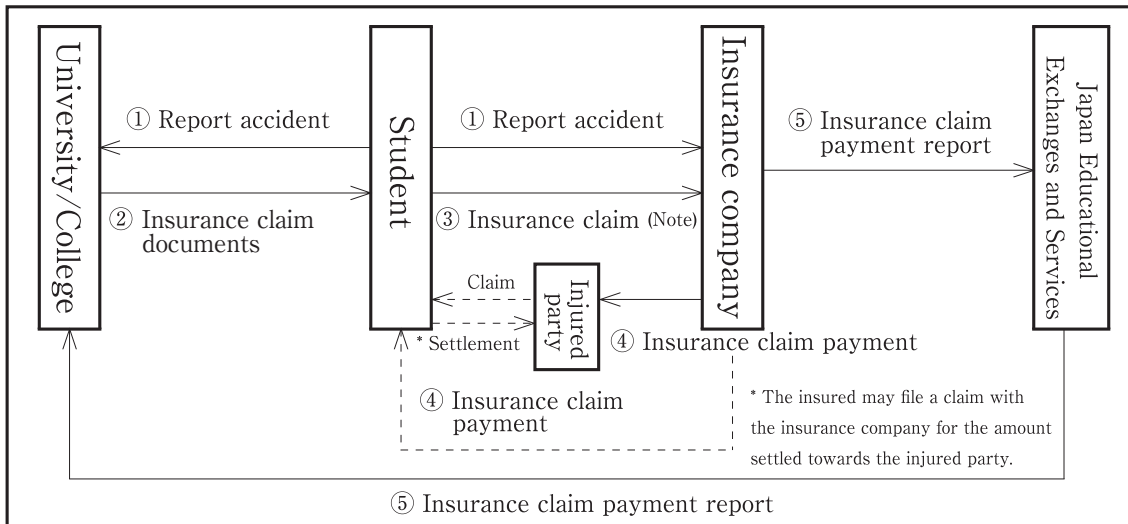 University/College
① Report accident
② Insurance claim
documents
Student
① Report accident
③ Insurance claim (Note)
Claim
* Settlement
Injured
party
Insurance company
④ Insurance claim payment
④ Insurance claim
payment
⑤ Insurance claim
payment report
Japan Educational
Exchanges and Services
* The insured may file a claim with
the insurance company for the amount
settled towards the injured party.
⑤ Insurance claim payment report